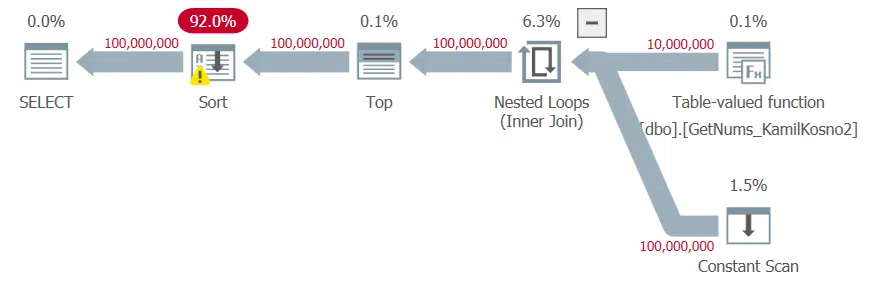 0.0%
92.0%
0.1%
6.3%
0.1%
100,000,000
100,000,000
100,000,000
10,000,000
SELECT
Sort
Top
Nested Loops
(Inner Join)
Table-valued function
[dbo].[GetNums_KamilKosno2]
1.5%
100,000,000
Constant Scan